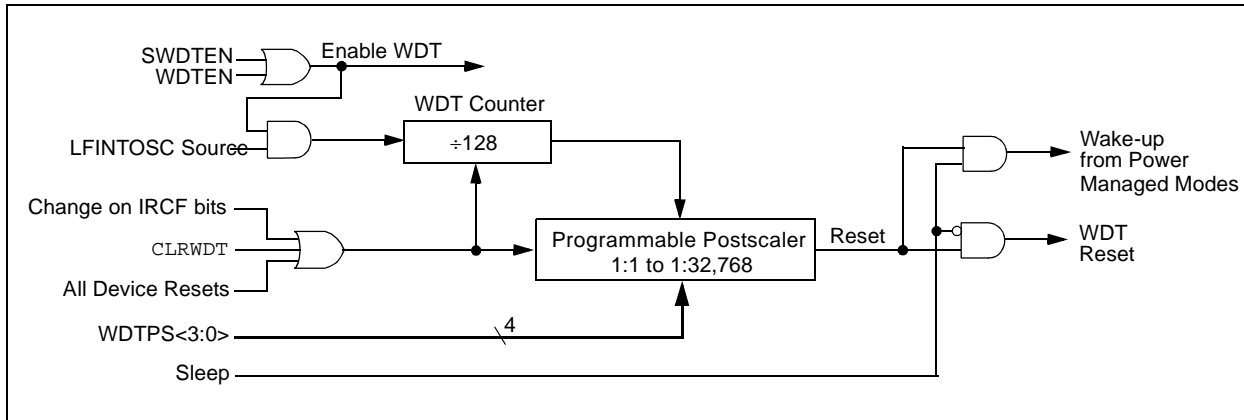 SWDTEN
WDTEN
Enable WDT
WDT Counter
÷128
LFINTOSC Source
Wake-up
from Power
Managed Modes
Change on IRCF bits
CLRWDT
All Device Resets
Programmable Postscaler
1:1 to 1:32,768
Reset
WDT
Reset
WDTPS<3:0>
4
Sleep